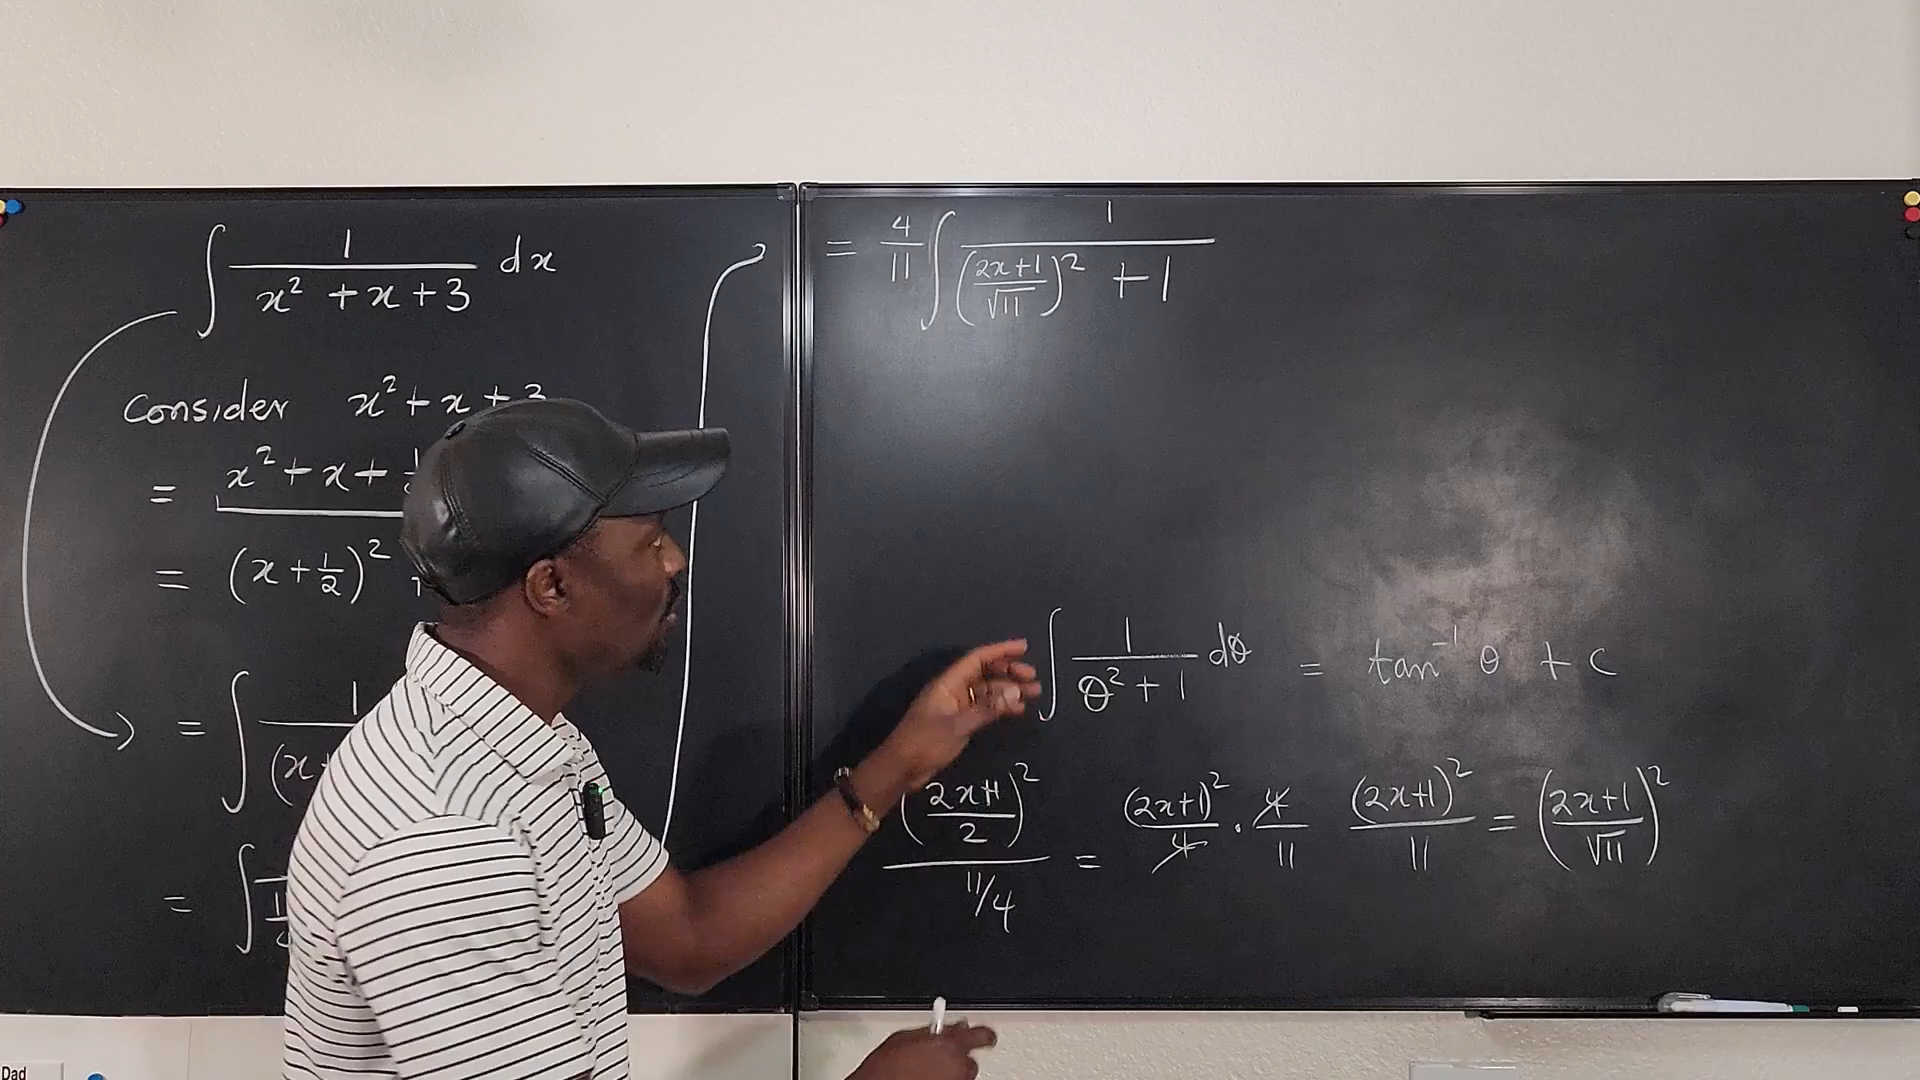 ∫ 1/(x² + x + 3) dx
Consider x² + x + 3
= x² + x +
= (x + 1/2)²
= ∫ 1/(x
= ∫
= 4/11 ∫ 1/(((2x+1)/√11)² + 1)
∫ 1/(θ² + 1) dθ = tan⁻¹ θ + c
((2x+1)/2)² / (11/4) = (2x+1)²/4 · 4/11 (2x+1)²/11 = ((2x+1)/√11)²
Dad